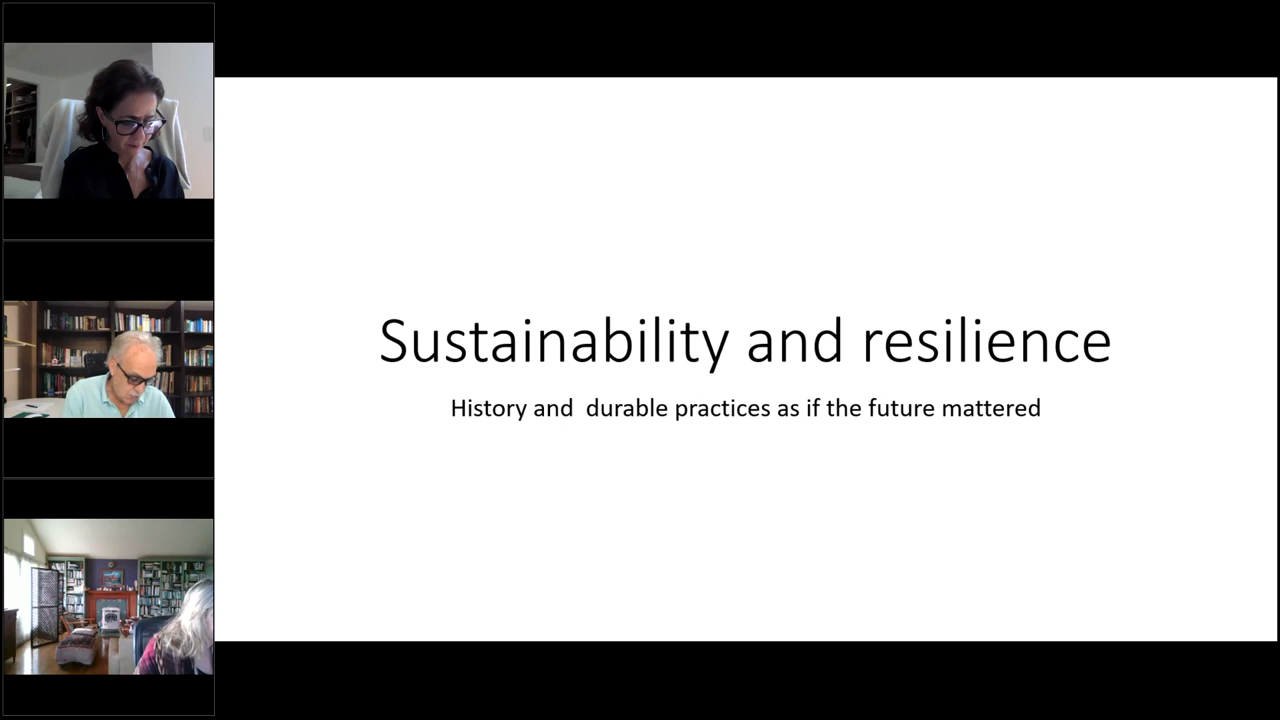 Sustainability and resilience
History and  durable practices as if the future mattered